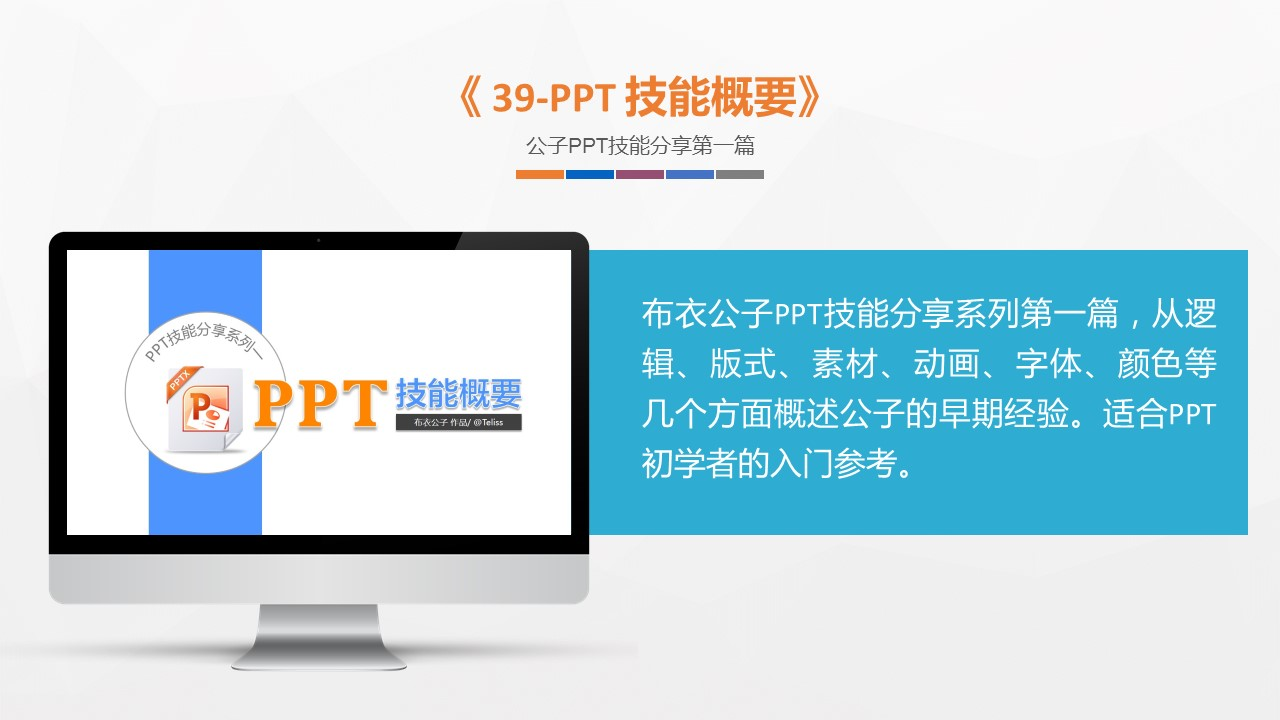 《 39-PPT 技能概要》
公子PPT技能分享第一篇
PPT技能分享系列一
PPTX
P
PPT 技能概要
布衣公子 作品/ @Teliss
布衣公子PPT技能分享系列第一篇，从逻
辑、版式、素材、动画、字体、颜色等
几个方面概述公子的早期经验。适合PPT
初学者的入门参考。